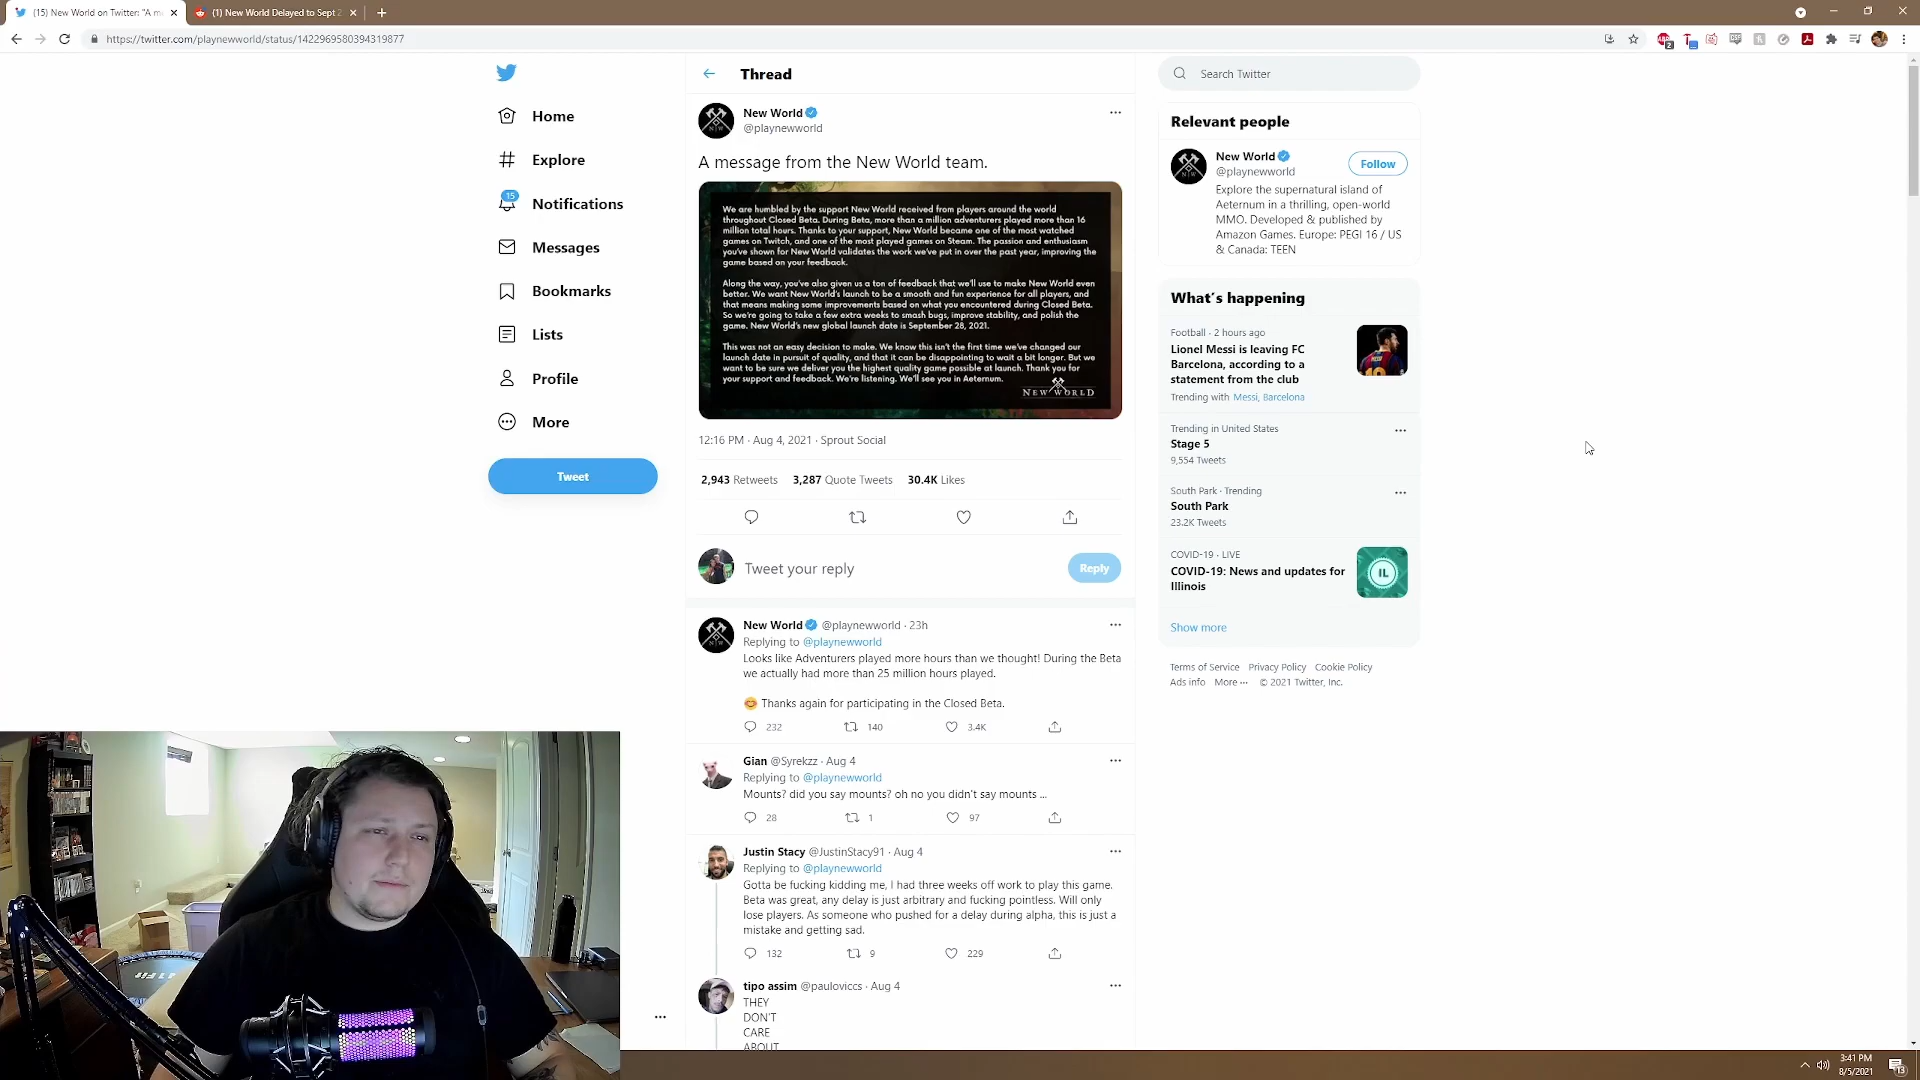 (15) New World on Twitter: "A m
(1) New World Delayed to Sept 2
https://twitter.com/playnewworld/status/1422969580394319877
Home
Explore
15
Notifications
Messages
Bookmarks
Lists
Profile
More
Tweet
Thread
New World
@playnewworld
A message from the New World team.
We are humbled by the support New World received from players around the world
throughout Closed Beta. During Beta, more than a million adventurers played more than 16
million total hours. Thanks to your support, New World became one of the most watched
games on Twitch, and one of the most played games on Steam. The passion and enthusiasm
you've shown for New World validates the work we've put in over the past year, improving the
game based on your feedback.
Along the way, you've also given us a ton of feedback that we'll use to make New World even
better. We want New World's launch to be a smooth and fun experience for all players, and
that means making some improvements based on what you encountered during Closed Beta.
So we're going to take a few extra weeks to smash bugs, improve stability, and polish the
game. New World's new global launch date is September 28, 2021.
This was not an easy decision to make. We know this isn't the first time we've changed our
launch date in pursuit of quality, and that it can be disappointing to wait a bit longer. But we
want to be sure we deliver you the highest quality game possible at launch. Thank you for
your support and feedback. We're listening. We'll see you in Aeternum.
NEW WORLD
12:16 PM · Aug 4, 2021 · Sprout Social
2,943 Retweets 3,287 Quote Tweets 30.4K Likes
Tweet your reply
Reply
New World @playnewworld · 23h
Replying to @playnewworld
Looks like Adventurers played more hours than we thought! During the Beta
we actually had more than 25 million hours played.
Thanks again for participating in the Closed Beta.
232 140 3.4K
Gian @Syrekzz · Aug 4
Replying to @playnewworld
Mounts? did you say mounts? oh no you didn't say mounts ...
28 1 97
Justin Stacy @JustinStacy91 · Aug 4
Replying to @playnewworld
Gotta be fucking kidding me, I had three weeks off work to play this game.
Beta was great, any delay is just arbitrary and fucking pointless. Will only
lose players. As someone who pushed for a delay during alpha, this is just a
mistake and getting sad.
132 9 229
tipo assim @pauloviccs · Aug 4
THEY
DON'T
CARE
ABOUT
Search Twitter
Relevant people
New World
@playnewworld
Follow
Explore the supernatural island of
Aeternum in a thrilling, open-world
MMO. Developed & published by
Amazon Games. Europe: PEGI 16 / US
& Canada: TEEN
What's happening
Football · 2 hours ago
Lionel Messi is leaving FC
Barcelona, according to a
statement from the club
Trending with Messi, Barcelona
Trending in United States
Stage 5
9,554 Tweets
South Park · Trending
South Park
23.2K Tweets
COVID-19 · LIVE
COVID-19: News and updates for
Illinois
IL
Show more
Terms of Service Privacy Policy Cookie Policy
Ads info More ··· © 2021 Twitter, Inc.
3:41 PM
8/5/2021